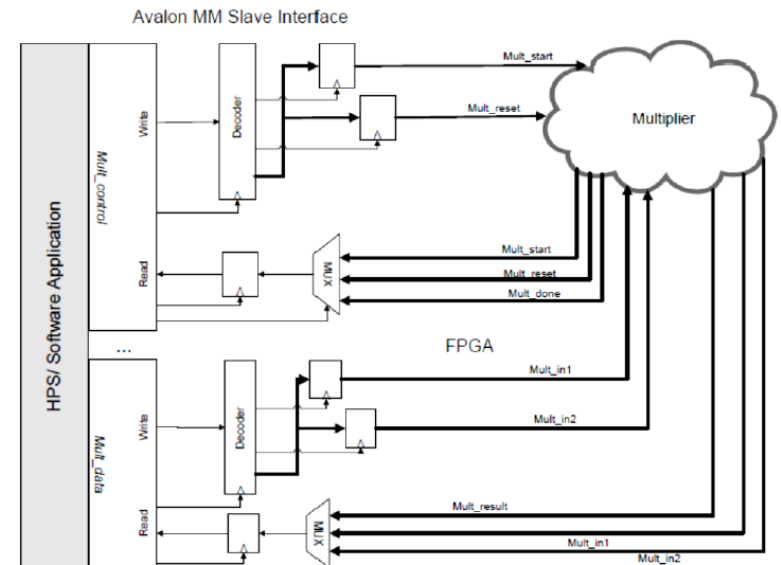 Avalon MM Slave Interface
HPS/ Software Application
Mult_control
Write
Read
Decoder
Mult_start
Mult_reset
Multiplier
MUX
Mult_start
Mult_reset
Mult_done
...
FPGA
Mult_data
Write
Read
Decoder
Mult_in1
Mult_in2
MUX
Mult_result
Mult_in1
Mult_in2